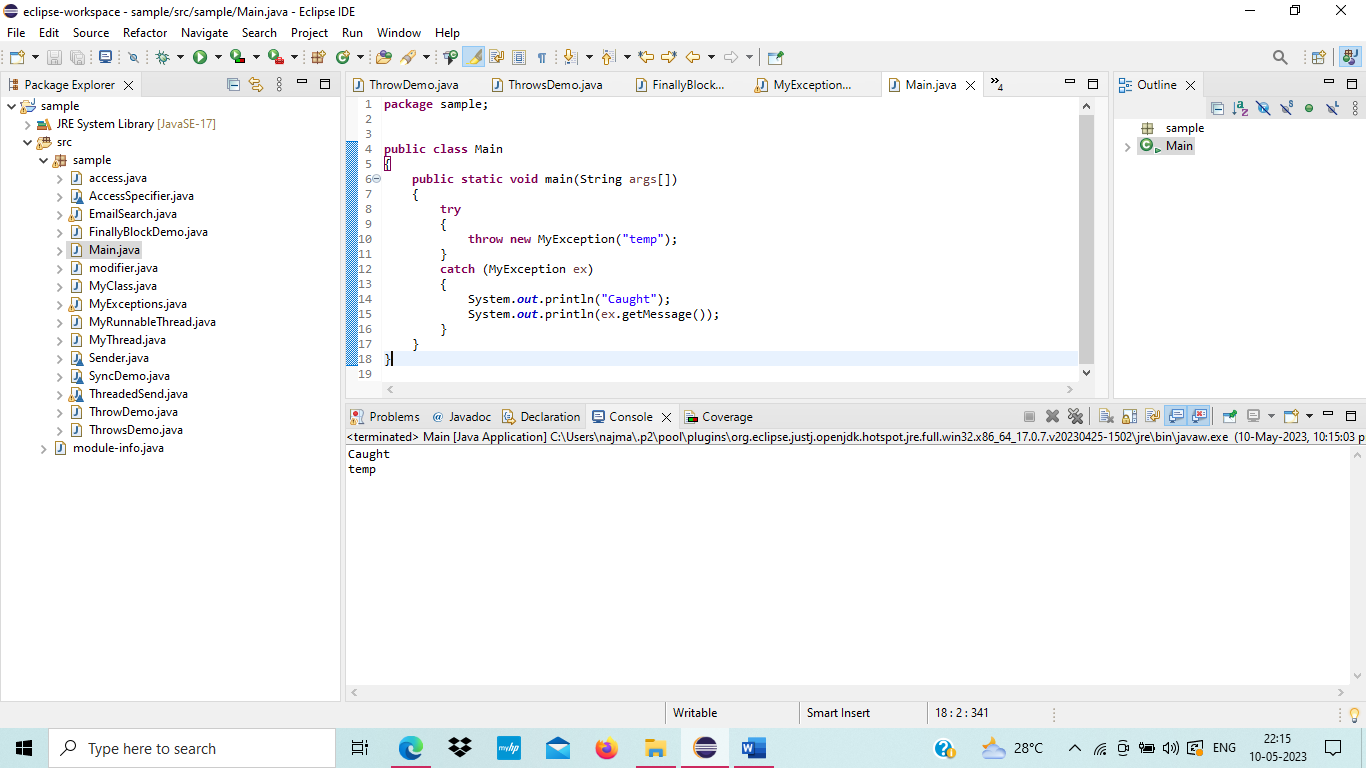 eclipse-workspace - sample/src/sample/Main.java - Eclipse IDE
File Edit Source Refactor Navigate Search Project Run Window Help
Package Explorer
sample
JRE System Library [JavaSE-17]
src
sample
access.java
AccessSpecifier.java
EmailSearch.java
FinallyBlockDemo.java
Main.java
modifier.java
MyClass.java
MyExceptions.java
MyRunnableThread.java
MyThread.java
Sender.java
SyncDemo.java
ThreadedSend.java
ThrowDemo.java
ThrowsDemo.java
module-info.java
ThrowDemo.java ThrowsDemo.java FinallyBlock... MyException... Main.java »4
1 package sample;
2
3
4 public class Main
5 {
6 public static void main(String args[])
7 {
8 try
9 {
10 throw new MyException("temp");
11 }
12 catch (MyException ex)
13 {
14 System.out.println("Caught");
15 System.out.println(ex.getMessage());
16 }
17 }
18 }
19
Outline
sample
Main
Problems @ Javadoc Declaration Console Coverage
<terminated> Main [Java Application] C:\Users\najma\.p2\pool\plugins\org.eclipse.justj.openjdk.hotspot.jre.full.win32.x86_64_17.0.7.v20230425-1502\jre\bin\javaw.exe (10-May-2023, 10:15:03 p
Caught
temp
Writable Smart Insert 18 : 2 : 341
Type here to search
myhp
28°C
ENG
22:15
10-05-2023